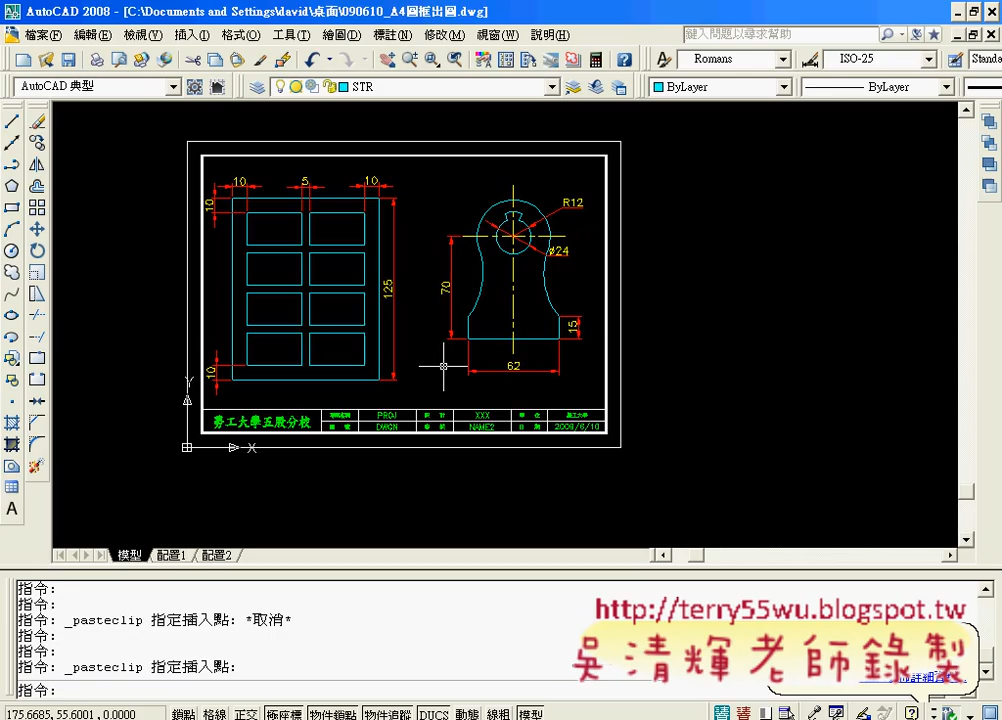 AutoCAD 2008 - [C:\Documents and Settings\david\桌面\090610_A4圖框出圖.dwg]
檔案(F) 編輯(E) 檢視(V) 插入(I) 格式(O) 工具(T) 繪圖(D) 標註(N) 修改(M) 視窗(W) 說明(H) 鍵入問題以尋求幫助
Romans ISO-25 Standa
AutoCAD 典型 STR ByLayer ByLayer
10 5 10
10
R12
ø24
70
125
15
62
10
Y
勞工大學五股分校 PROJ 設 計 XXX
DWGN NAME2 日 期 2009/6/10
X
模型 配置1 配置2
指令:
指令:
指令: _pasteclip 指定插入點: *取消*
指令:
指令:
指令: _pasteclip 指定插入點:
指令:
http://terry55wu.blogspot.tw
吳清輝老師錄製
175.6685, 55.6001, 0.0000 鎖點 格線 正交 極座標 物件鎖點 物件追蹤 DUCS 動態 線粗 模型